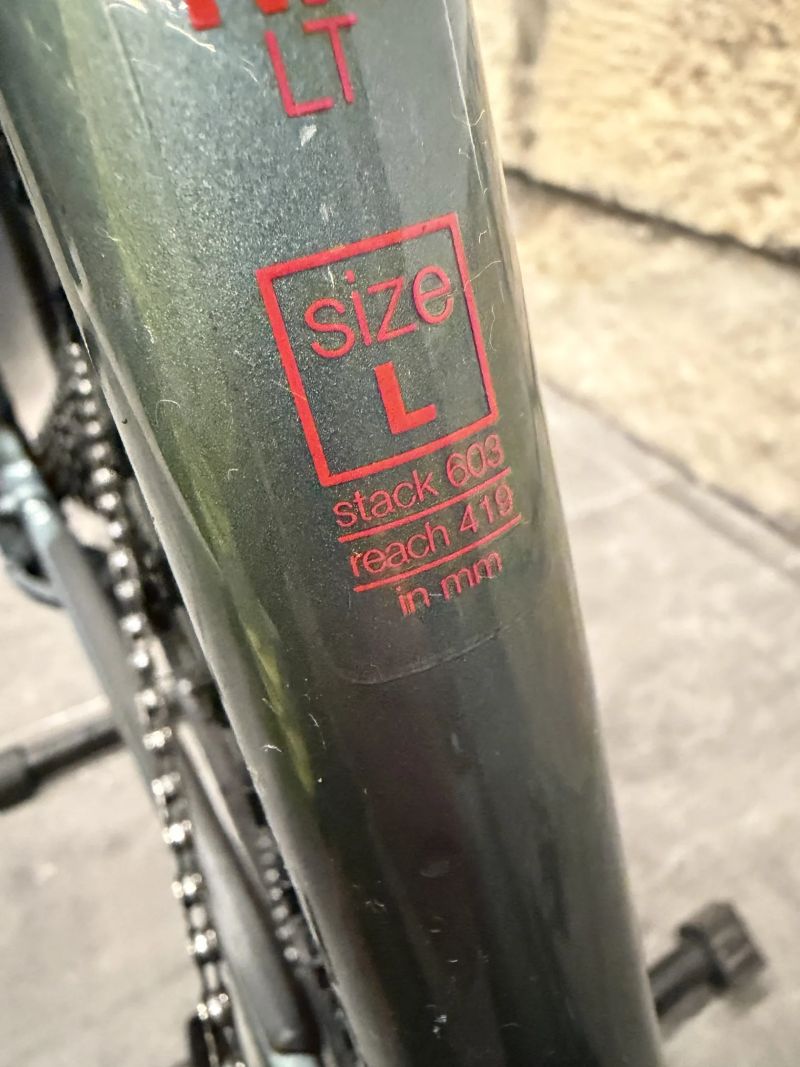 LT
size
L
stack 603
reach 419
in mm